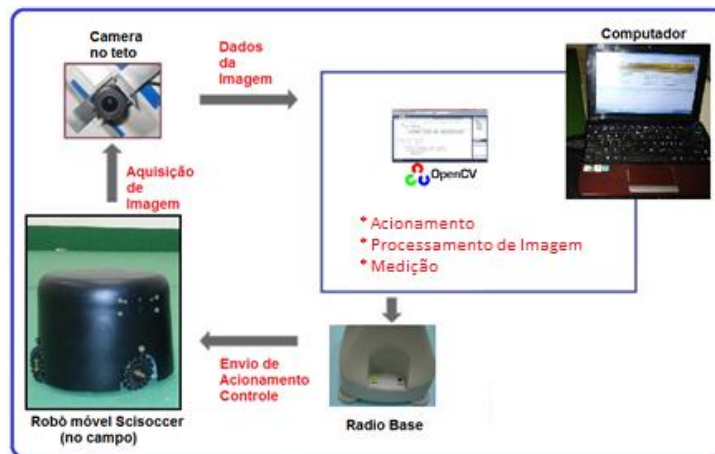 Camera
no teto
Dados
da
Imagem
Computador
OpenCV
Aquisição
de
Imagem
* Acionamento
* Processamento de Imagem
* Medição
Envio de
Acionamento
Controle
Robô móvel Scisoccer
(no campo)
Radio Base